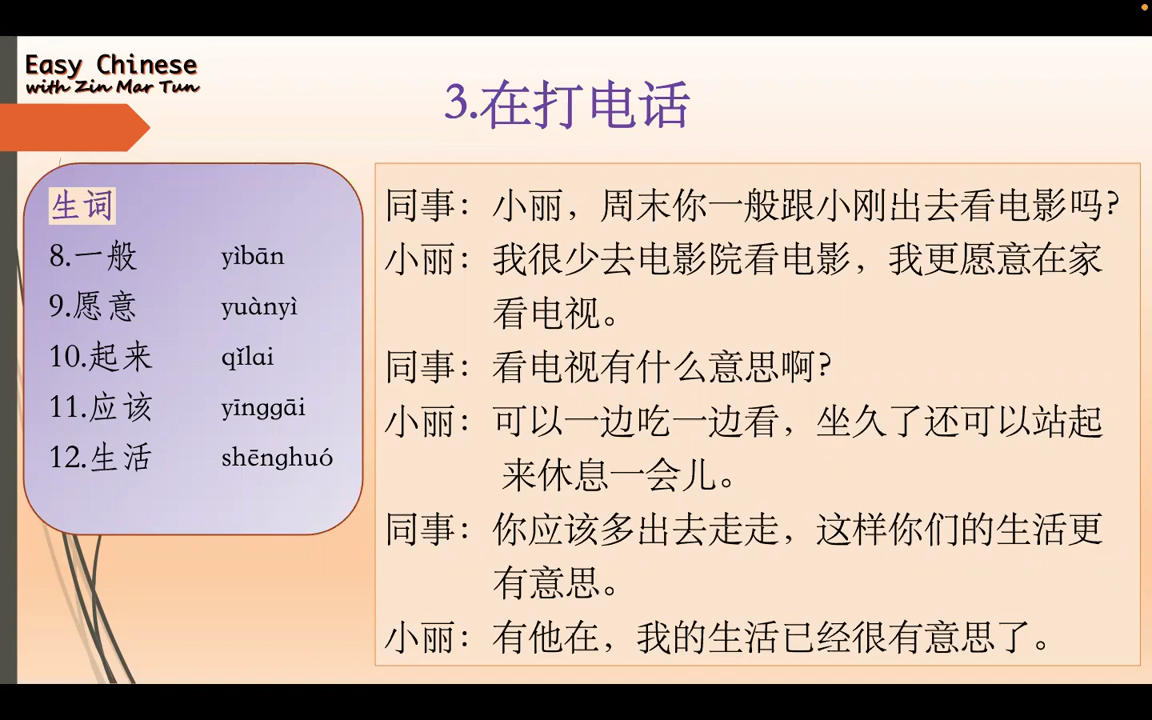 Easy Chinese
with Zin Mar Tun
3.在打电话
生词
8.一般 yìbān
9.愿意 yuànyì
10.起来 qǐlai
11.应该 yīnggāi
12.生活 shēnghuó
同事：小丽，周末你一般跟小刚出去看电影吗?
小丽：我很少去电影院看电影，我更愿意在家
看电视。
同事：看电视有什么意思啊?
小丽：可以一边吃一边看，坐久了还可以站起
来休息一会儿。
同事：你应该多出去走走，这样你们的生活更
有意思。
小丽：有他在，我的生活已经很有意思了。